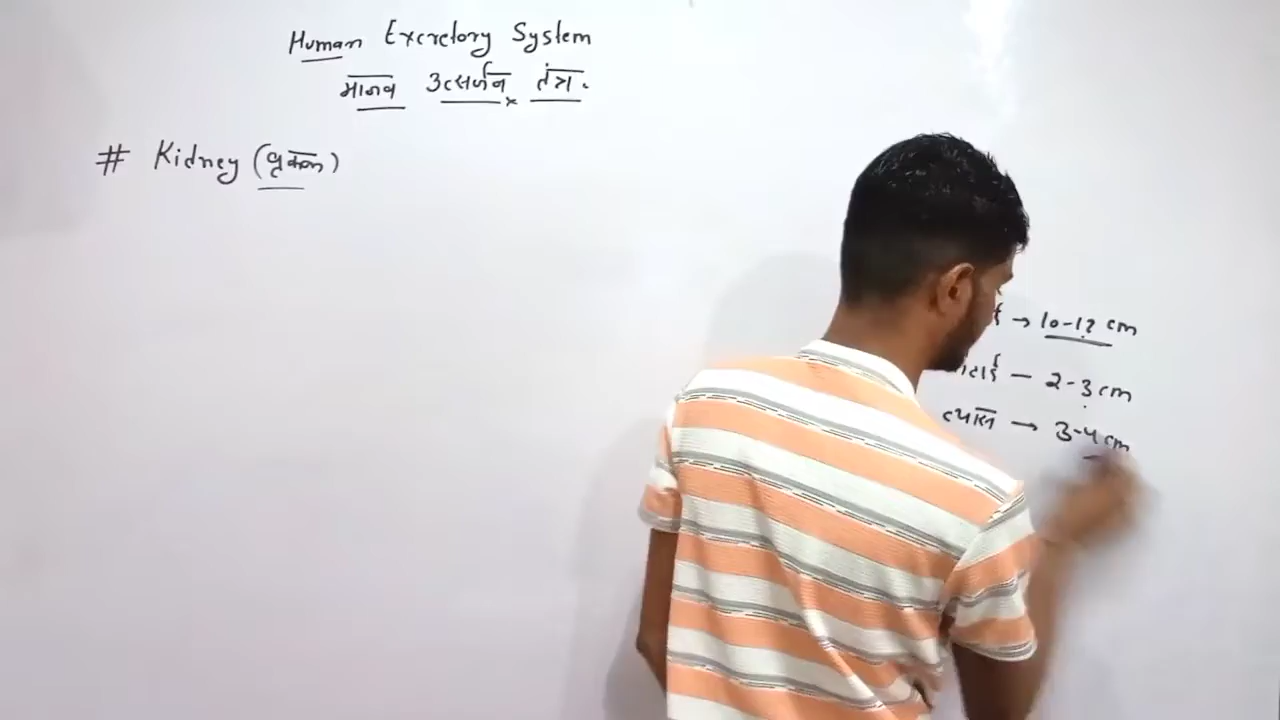 Human Excretory System
मानव उत्सर्जन तंत्र.
# Kidney (वृक्क)
→ 10-12 cm
— 2-3 cm
व्यास → 3-4 cm